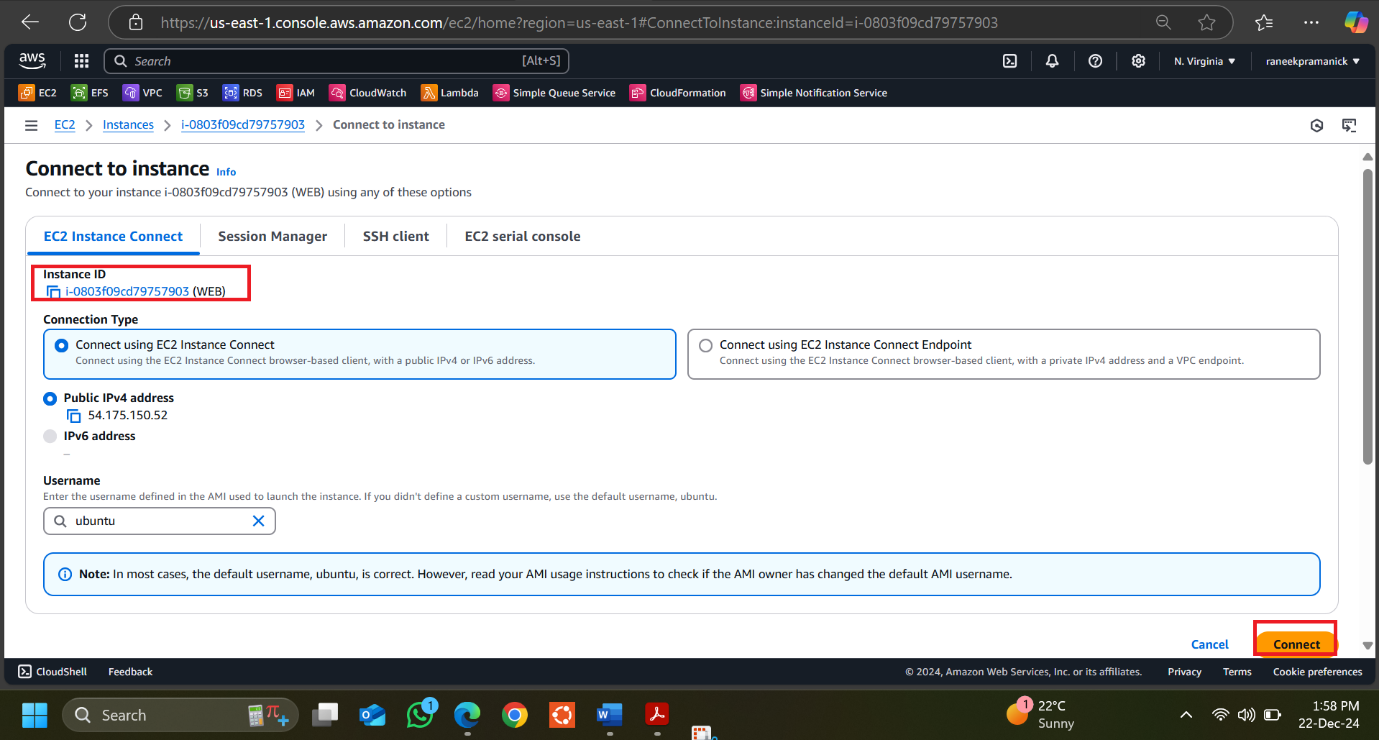 https://us-east-1.console.aws.amazon.com/ec2/home?region=us-east-1#ConnectToInstance:instanceId=i-0803f09cd79757903
aws Search [Alt+S] N. Virginia raneekpramanick
EC2 EFS VPC S3 RDS IAM CloudWatch Lambda Simple Queue Service CloudFormation Simple Notification Service
EC2 Instances i-0803f09cd79757903 Connect to instance
Connect to instance Info
Connect to your instance i-0803f09cd79757903 (WEB) using any of these options
EC2 Instance Connect Session Manager SSH client EC2 serial console
Instance ID
i-0803f09cd79757903 (WEB)
Connection Type
Connect using EC2 Instance Connect
Connect using the EC2 Instance Connect browser-based client, with a public IPv4 or IPv6 address.
Connect using EC2 Instance Connect Endpoint
Connect using the EC2 Instance Connect browser-based client, with a private IPv4 address and a VPC endpoint.
Public IPv4 address
54.175.150.52
IPv6 address
–
Username
Enter the username defined in the AMI used to launch the instance. If you didn't define a custom username, use the default username, ubuntu.
ubuntu
Note: In most cases, the default username, ubuntu, is correct. However, read your AMI usage instructions to check if the AMI owner has changed the default AMI username.
Cancel Connect
CloudShell Feedback © 2024, Amazon Web Services, Inc. or its affiliates. Privacy Terms Cookie preferences
Search 1 1 22°C 1:58 PM
Sunny 22-Dec-24